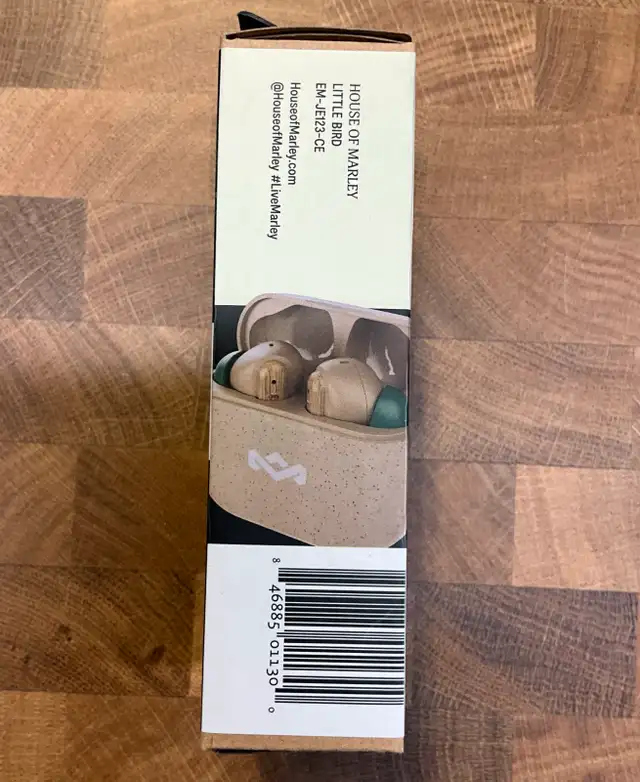 HOUSE OF MARLEY
LITTLE BIRD
EM-JE123-CE
HouseofMarley.com
@HouseofMarley #LiveMarley
8 46885 01130 0